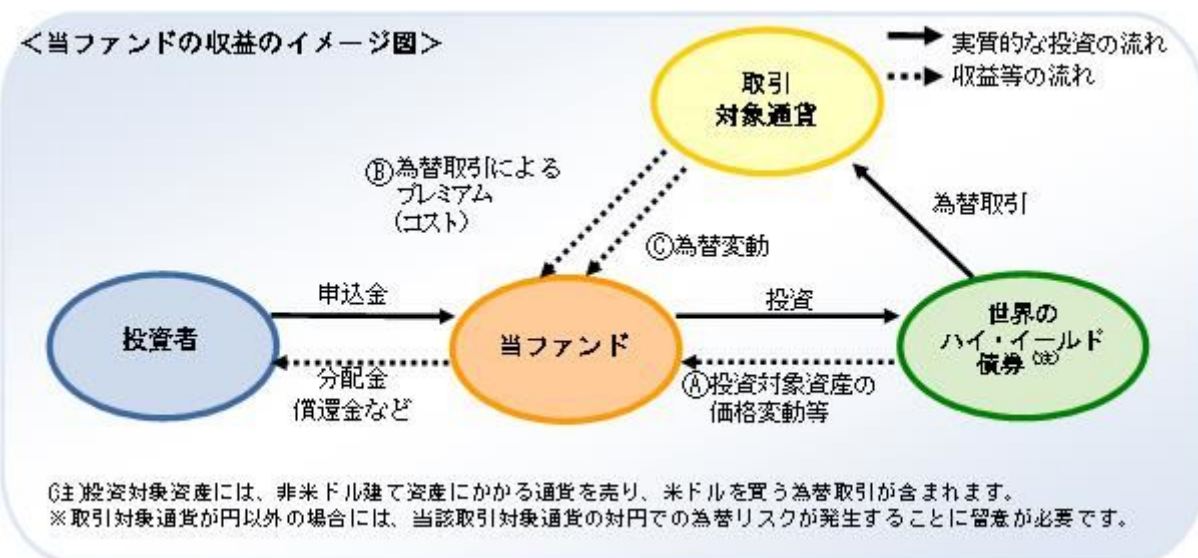 ＜当ファンドの収益のイメージ図＞
実質的な投資の流れ
収益等の流れ
取引
対象通貨
Ⓑ為替取引による
プレミアム
（コスト）
Ⓒ為替変動
為替取引
投資者
申込金
分配金
償還金など
当ファンド
投資
Ⓐ投資対象資産の
価格変動等
世界の
ハイ・イールド
債券（注）
（注）投資対象資産には、非米ドル建て資産にかかる通貨を売り、米ドルを買う為替取引が含まれます。
※取引対象通貨が円以外の場合には、当該取引対象通貨の対円での為替リスクが発生することに留意が必要です。